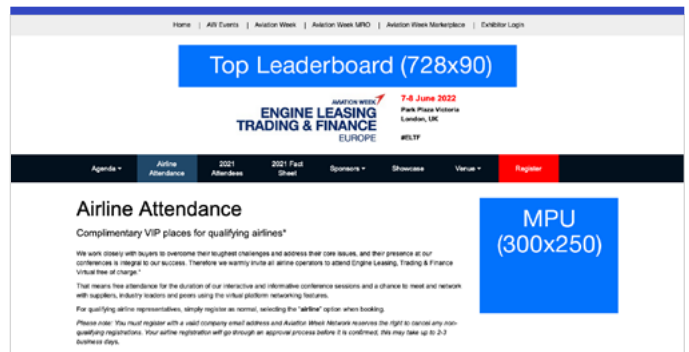 Home | AW Events | Aviation Week | Aviation Week MRO | Aviation Week Marketplace | Exhibitor Login
Top Leaderboard (728x90)
AVIATION WEEK
ENGINE LEASING
TRADING & FINANCE
EUROPE
7-8 June 2022
Park Plaza Victoria
London, UK
#ELTF
Agenda
Airline
Attendance
2021
Attendees
2021 Fact
Sheet
Sponsors
Showcase
Venue
Register
Airline Attendance
Complimentary VIP places for qualifying airlines*
We work closely with buyers to overcome their toughest challenges and address their core issues, and their presence at our
conferences is integral to our success. Therefore we warmly invite all airline operators to attend Engine Leasing, Trading & Finance
Virtual free of charge.*
That means free attendance for the duration of our interactive and informative conference sessions and a chance to meet and network
with suppliers, industry leaders and peers using the virtual platform networking features.
For qualifying airline representatives, simply register as normal, selecting the "airline" option when booking.
Please note: You must register with a valid company email address and Aviation Week Network reserves the right to cancel any non-
qualifying registrations. Your airline registration will go through an approval process before it is confirmed; this may take up to 2-3
business days.
MPU
(300x250)